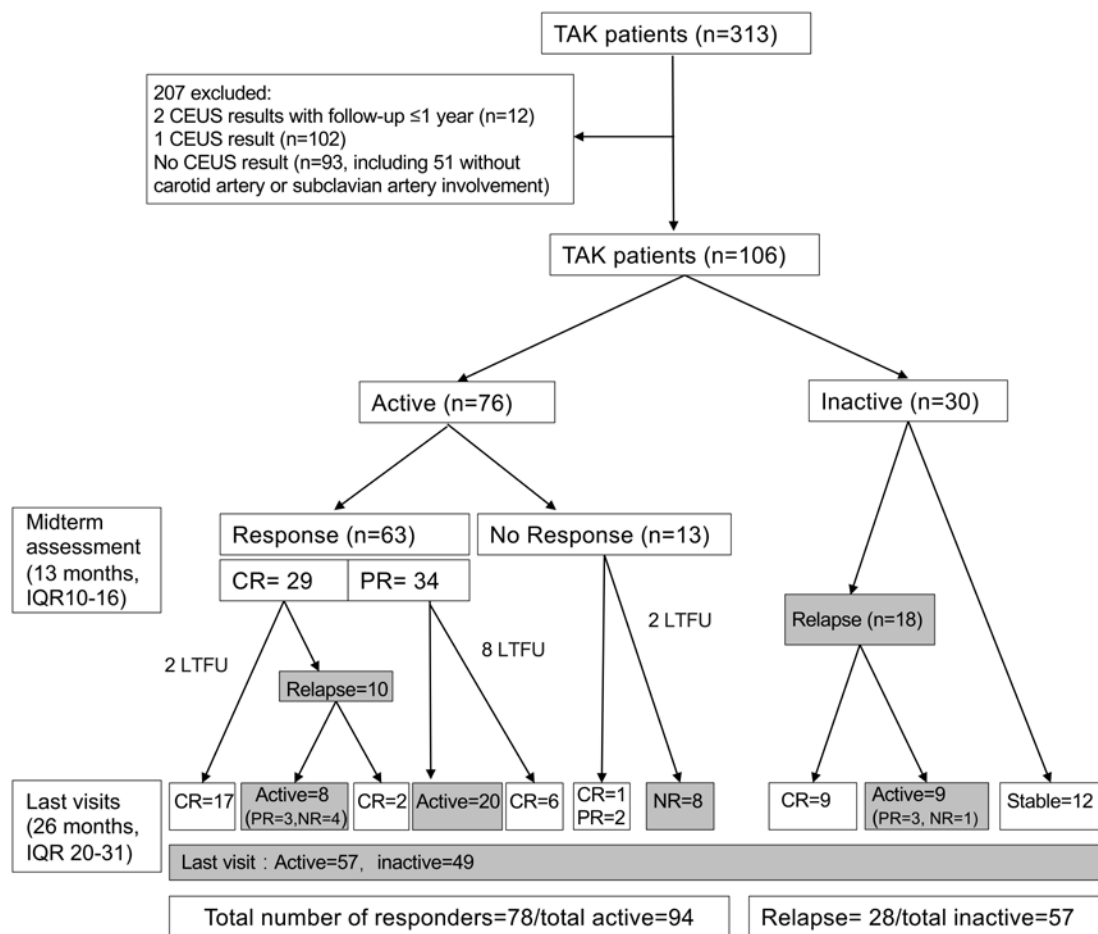 TAK patients (n=313)
207 excluded:
2 CEUS results with follow-up ≤1 year (n=12)
1 CEUS result (n=102)
No CEUS result (n=93, including 51 without
carotid artery or subclavian artery involvement)
TAK patients (n=106)
Active (n=76)
Inactive (n=30)
Midterm
assessment
(13 months,
IQR10-16)
Response (n=63)
No Response (n=13)
CR= 29
PR= 34
Relapse (n=18)
2 LTFU
8 LTFU
2 LTFU
Relapse=10
Last visits
(26 months,
IQR 20-31)
CR=17
Active=8
(PR=3,NR=4)
CR=2
Active=20
CR=6
CR=1
PR=2
NR=8
CR=9
Active=9
(PR=3, NR=1)
Stable=12
Last visit : Active=57, inactive=49
Total number of responders=78/total active=94
Relapse= 28/total inactive=57